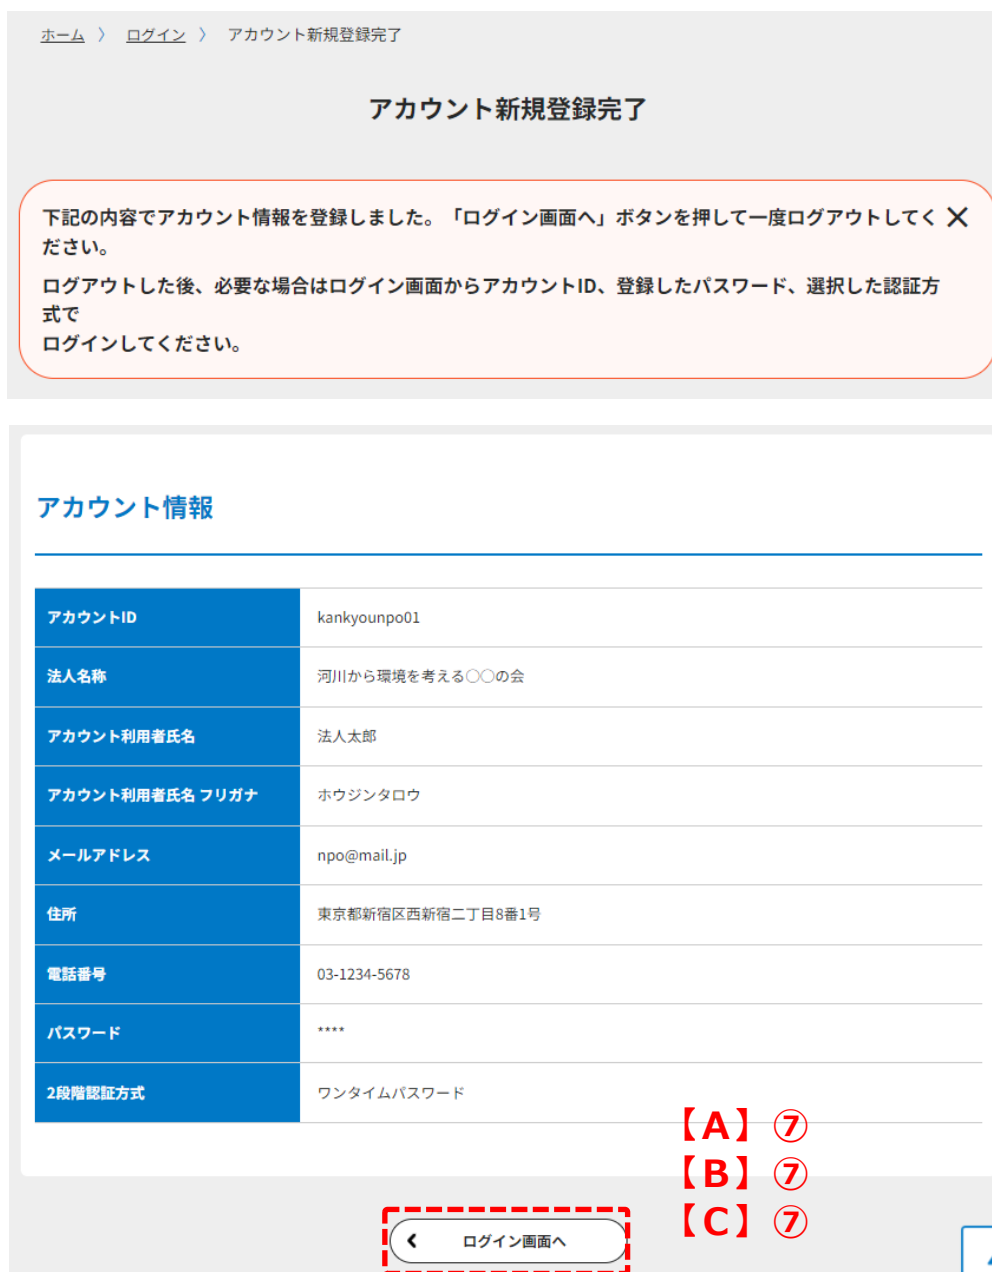 ホーム 〉 ログイン 〉 アカウント新規登録完了
アカウント新規登録完了
下記の内容でアカウント情報を登録しました。「ログイン画面へ」ボタンを押して一度ログアウトしてく
ださい。
ログアウトした後、必要な場合はログイン画面からアカウントID、登録したパスワード、選択した認証方
式で
ログインしてください。
アカウント情報
アカウントID kankyounpo01
法人名称 河川から環境を考える○○の会
アカウント利用者氏名 法人太郎
アカウント利用者氏名 フリガナ ホウジンタロウ
メールアドレス npo@mail.jp
住所 東京都新宿区西新宿二丁目8番1号
電話番号 03-1234-5678
パスワード ****
2段階認証方式 ワンタイムパスワード
【A】⑦
【B】⑦
【C】⑦
ログイン画面へ